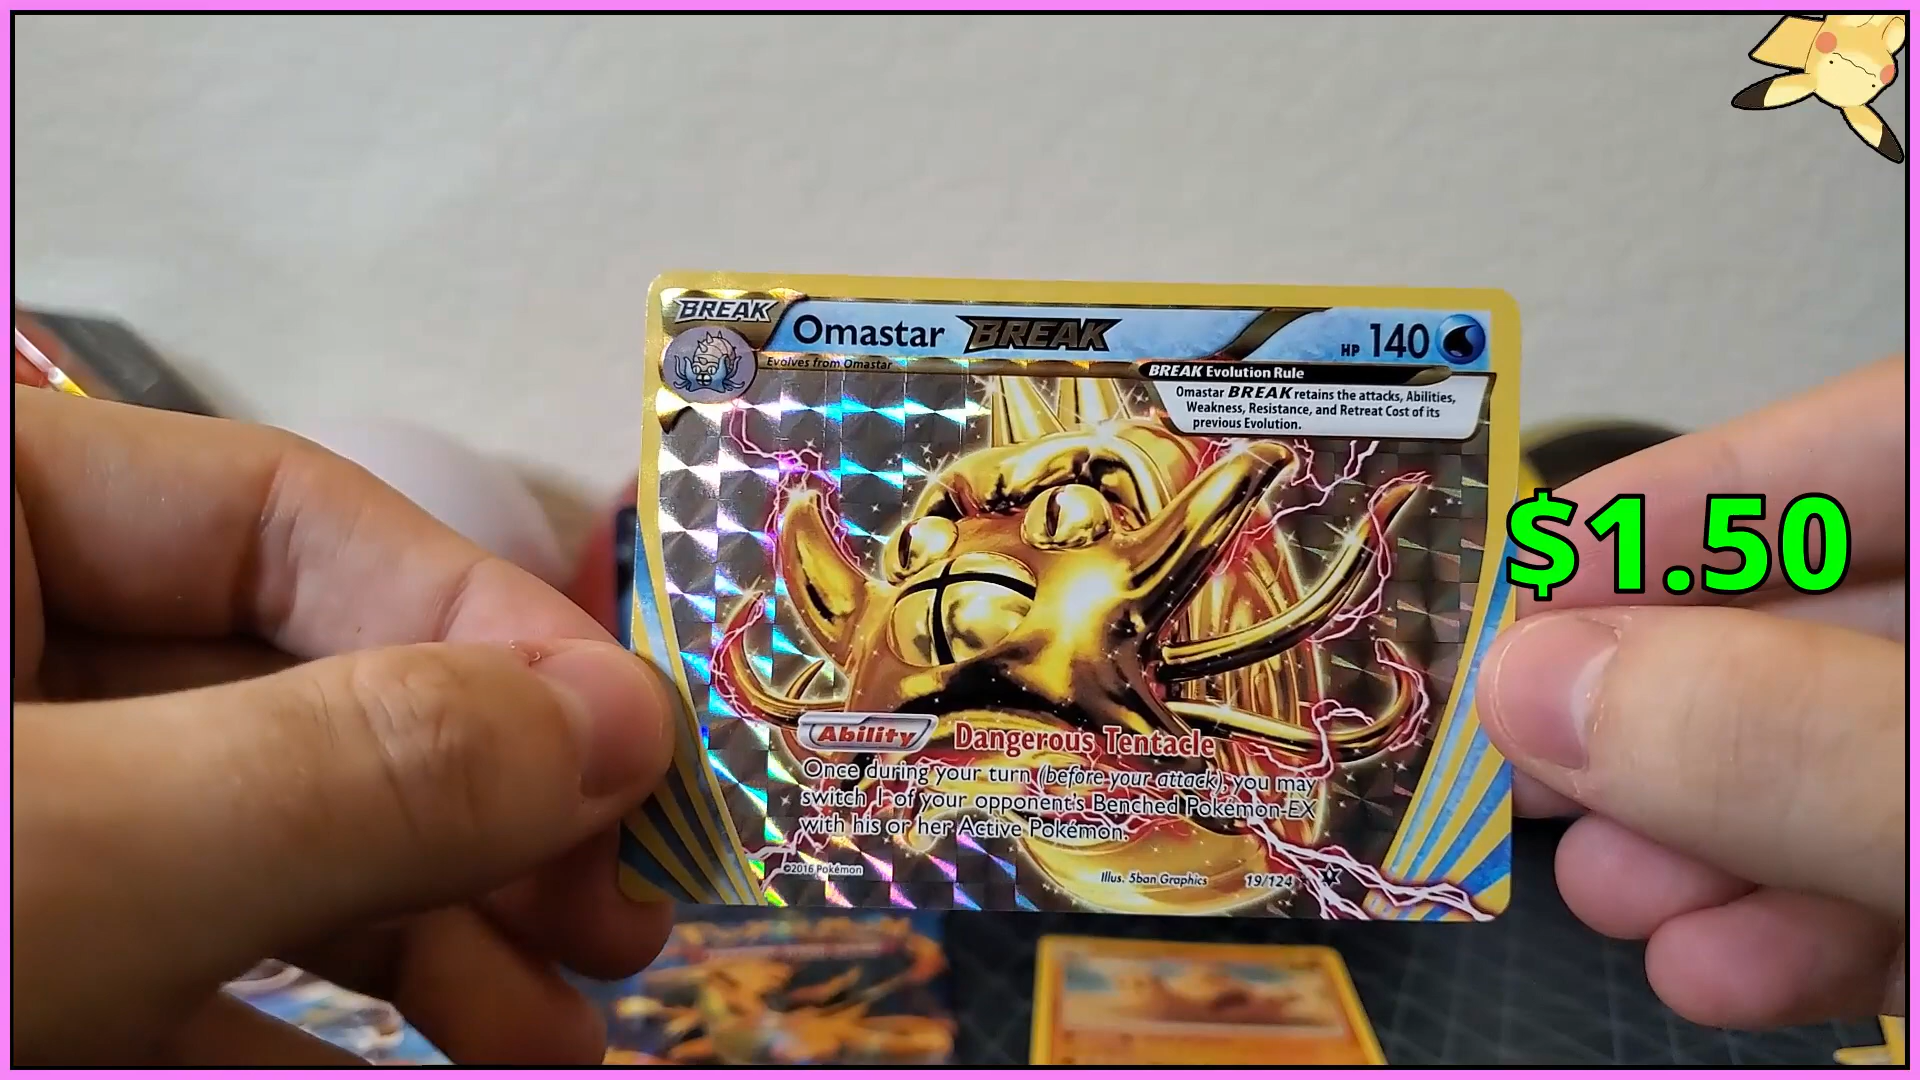 BREAK
Omastar BREAK
HP 140
Evolves from Omastar
BREAK Evolution Rule
Omastar BREAK retains the attacks, Abilities,
Weakness, Resistance, and Retreat Cost of its
previous Evolution.
$1.50
Ability Dangerous Tentacle
Once during your turn (before your attack), you may
switch 1 of your opponent's Benched Pokémon-EX
with his or her Active Pokémon.
©2016 Pokémon
Illus. 5ban Graphics 19/124